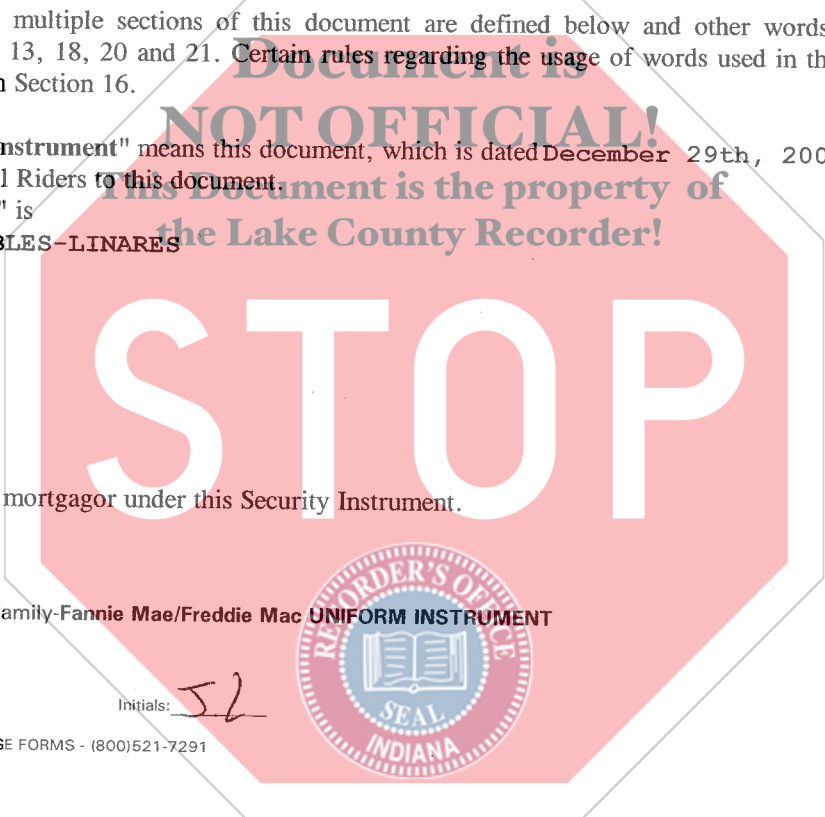 multiple sections of this document are defined below and other words
13, 18, 20 and 21. Certain rules regarding the usage of words used in th
Section 16.
Document is
NOT OFFICIAL!
nstrument" means this document, which is dated December 29th, 200
l Riders to this document.
This Document is the property of
" is
the Lake County Recorder!
BLES-LINARES
STOP
mortgagor under this Security Instrument.
RECORDER'S OFFICE
amily-Fannie Mae/Freddie Mac UNIFORM INSTRUMENT
Initials: JL
SEAL
INDIANA
GE FORMS - (800)521-7291